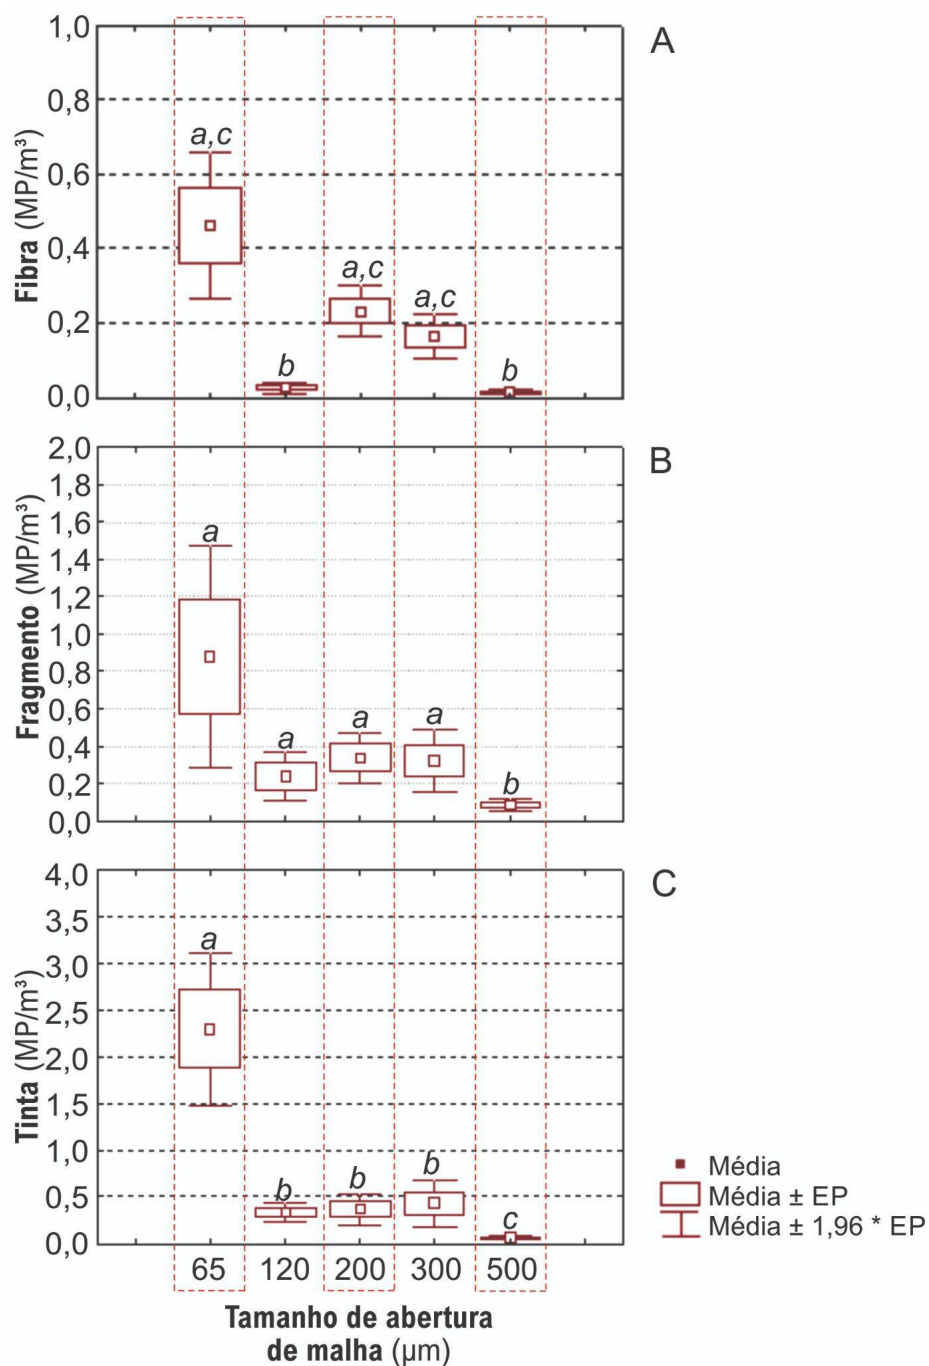 A
Fibra (MP/m³)
1,0
0,8
0,6
0,4
0,2
0,0
a,c
b
a,c
a,c
b
B
Fragmento (MP/m³)
2,0
1,8
1,6
1,4
1,2
1,0
0,8
0,6
0,4
0,2
0,0
a
a
a
a
b
C
Tinta (MP/m³)
4,0
3,5
3,0
2,5
2,0
1,5
1,0
0,5
0,0
a
b
b
b
c
65 120 200 300 500
Tamanho de abertura
de malha (µm)
Média
Média ± EP
Média ± 1,96 * EP